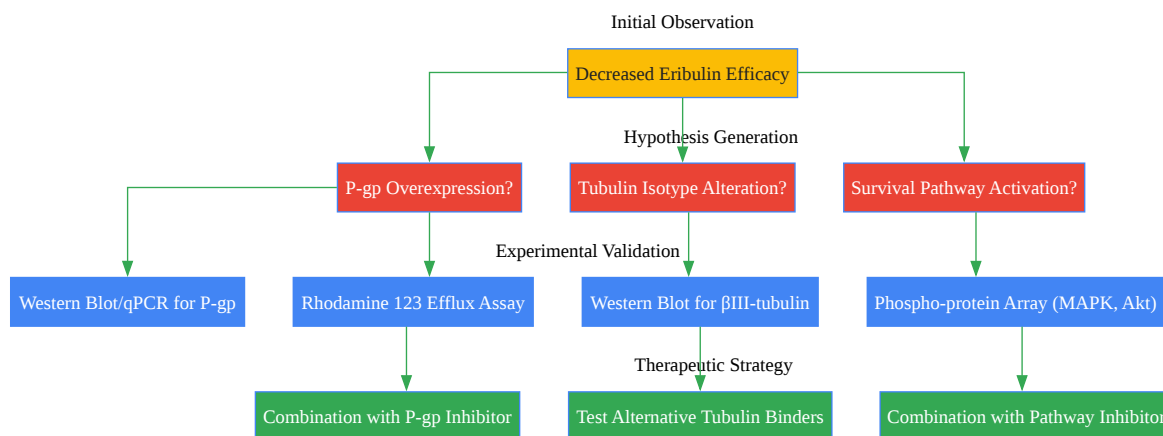 Initial Observation
Decreased Eribulin Efficacy
Hypothesis Generation
P-gp Overexpression?
Tubulin Isotype Alteration?
Survival Pathway Activation?
Experimental Validation
Western Blot/qPCR for P-gp
Rhodamine 123 Efflux Assay
Western Blot for βIII-tubulin
Phospho-protein Array (MAPK, Akt)
Therapeutic Strategy
Combination with P-gp Inhibitor
Test Alternative Tubulin Binders
Combination with Pathway Inhibitor